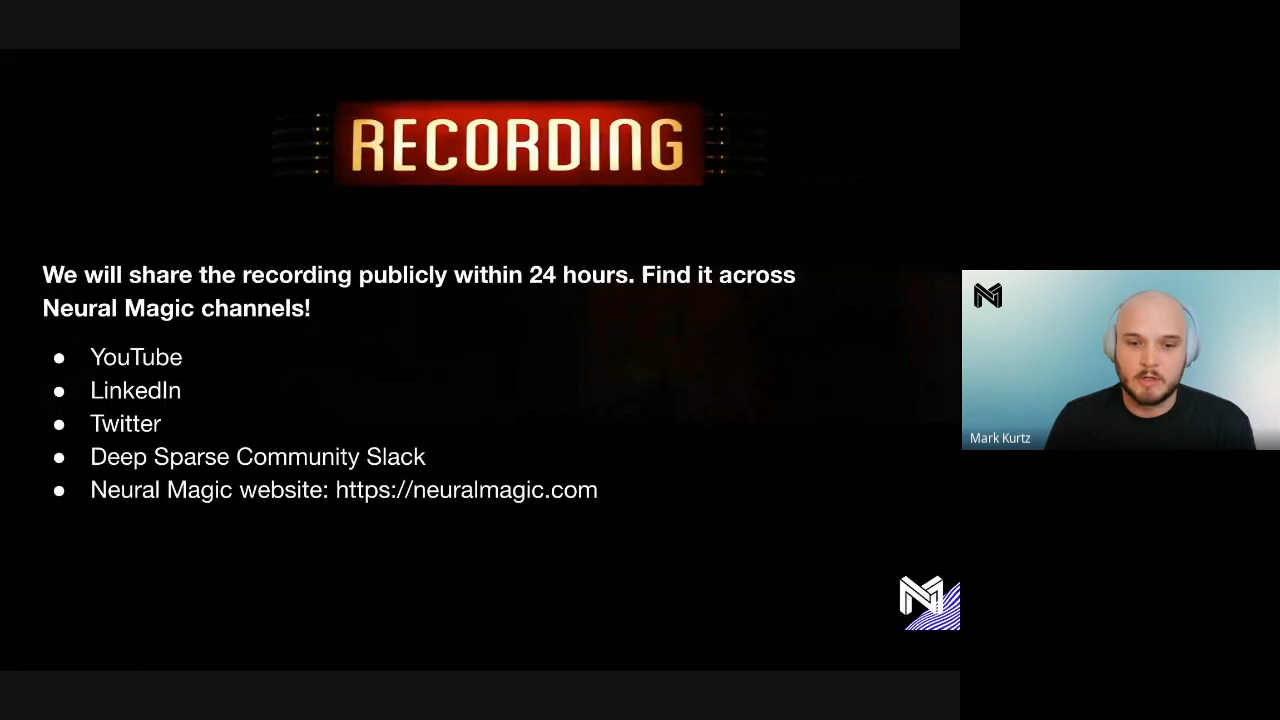 RECORDING
We will share the recording publicly within 24 hours. Find it across
Neural Magic channels!
● YouTube
● LinkedIn
● Twitter
● Deep Sparse Community Slack
● Neural Magic website: https://neuralmagic.com
Mark Kurtz